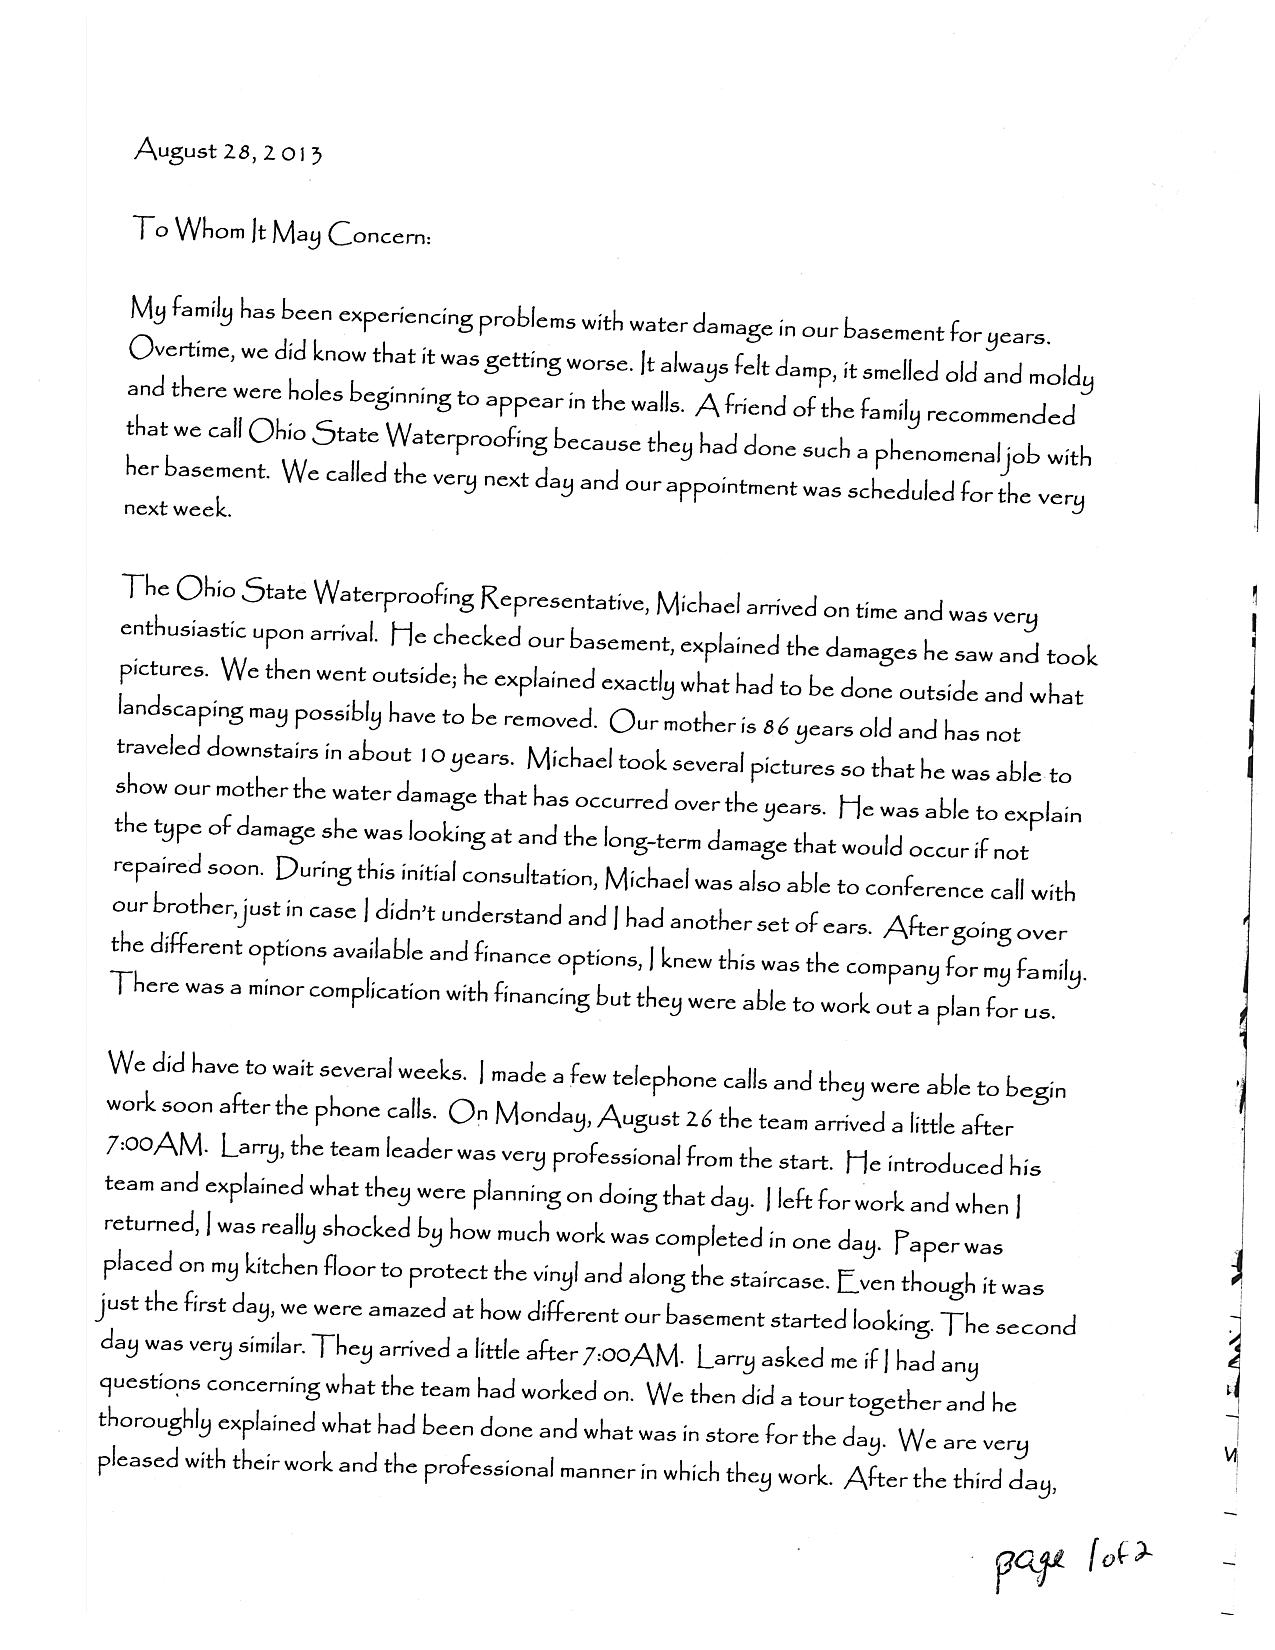 August 28, 2013
To Whom It May Concern:
My family has been experiencing problems with water damage in our basement for years.
Overtime, we did know that it was getting worse. It always felt damp, it smelled old and moldy
and there were holes beginning to appear in the walls. A friend of the family recommended
that we call Ohio State Waterproofing because they had done such a phenomenal job with
her basement. We called the very next day and our appointment was scheduled for the very
next week.
The Ohio State Waterproofing Representative, Michael arrived on time and was very
enthusiastic upon arrival. He checked our basement, explained the damages he saw and took
pictures. We then went outside; he explained exactly what had to be done outside and what
landscaping may possibly have to be removed. Our mother is 86 years old and has not
traveled downstairs in about 10 years. Michael took several pictures so that he was able to
show our mother the water damage that has occurred over the years. He was able to explain
the type of damage she was looking at and the long-term damage that would occur if not
repaired soon. During this initial consultation, Michael was also able to conference call with
our brother, just in case I didn't understand and I had another set of ears. After going over
the different options available and finance options, I knew this was the company for my family.
There was a minor complication with financing but they were able to work out a plan for us.
We did have to wait several weeks. I made a few telephone calls and they were able to begin
work soon after the phone calls. On Monday, August 26 the team arrived a little after
7:00AM. Larry, the team leader was very professional from the start. He introduced his
team and explained what they were planning on doing that day. I left for work and when I
returned, I was really shocked by how much work was completed in one day. Paper was
placed on my kitchen floor to protect the vinyl and along the staircase. Even though it was
just the first day, we were amazed at how different our basement started looking. The second
day was very similar. They arrived a little after 7:00AM. Larry asked me if I had any
questions concerning what the team had worked on. We then did a tour together and he
thoroughly explained what had been done and what was in store for the day. We are very
pleased with their work and the professional manner in which they work. After the third day,
page 1 of 2